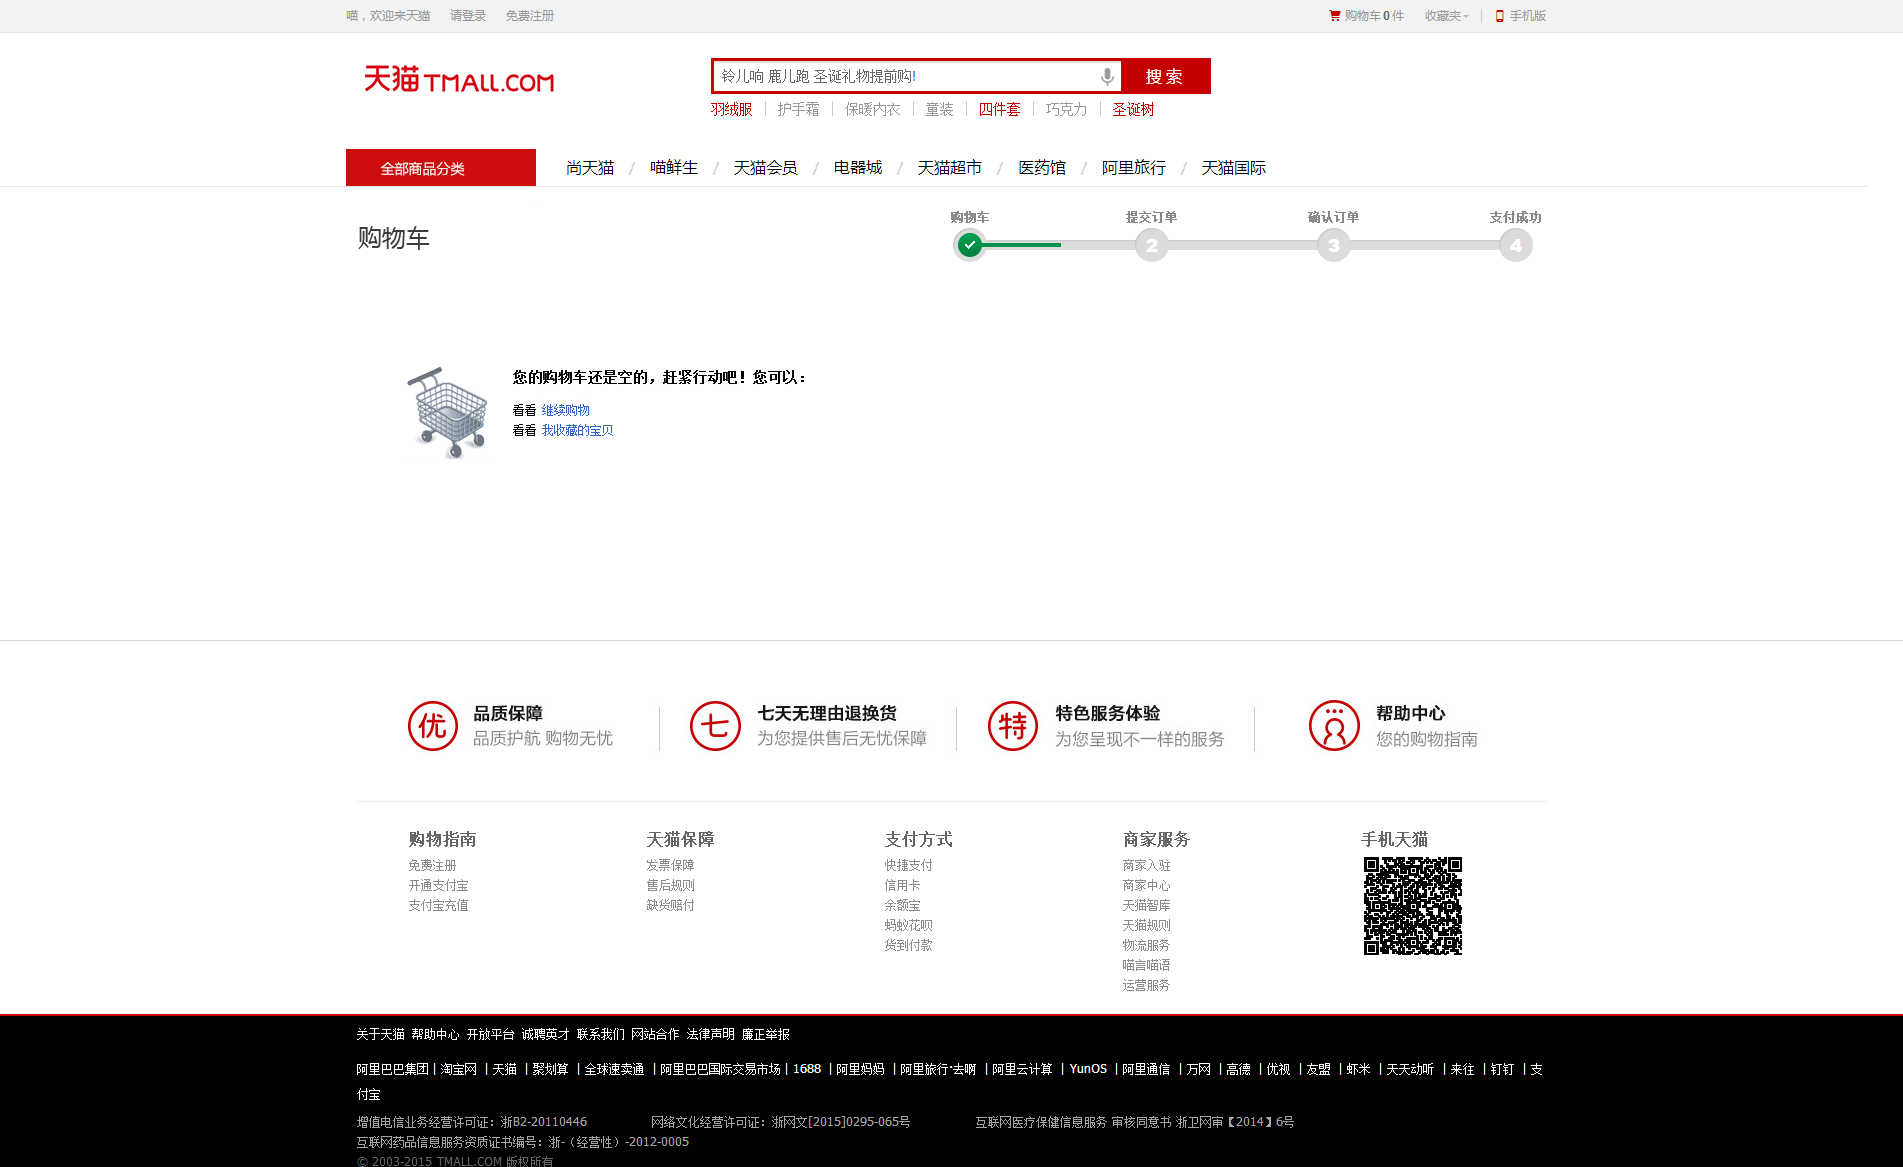 喵，欢迎来天猫 请登录 免费注册 购物车0件 收藏夹 手机版
天猫 TMALL.COM
铃儿响 鹿儿跑 圣诞礼物提前购! 搜 索
羽绒服 护手霜 保暖内衣 童装 四件套 巧克力 圣诞树
全部商品分类 尚天猫 / 喵鲜生 / 天猫会员 / 电器城 / 天猫超市 / 医药馆 / 阿里旅行 / 天猫国际
购物车 提交订单 确认订单 支付成功
购物车
2 3 4
您的购物车还是空的，赶紧行动吧！您可以：
看看 继续购物
看看 我收藏的宝贝
优 品质保障 七 七天无理由退换货 特 特色服务体验 帮助中心
品质护航 购物无忧 为您提供售后无忧保障 为您呈现不一样的服务 您的购物指南
购物指南 天猫保障 支付方式 商家服务 手机天猫
免费注册 发票保障 快捷支付 商家入驻
开通支付宝 售后规则 信用卡 商家中心
支付宝充值 缺货赔付 余额宝 天猫智库
蚂蚁花呗 天猫规则
货到付款 物流服务
喵言喵语
运营服务
关于天猫 帮助中心 开放平台 诚聘英才 联系我们 网站合作 法律声明 廉正举报
阿里巴巴集团 | 淘宝网 | 天猫 | 聚划算 | 全球速卖通 | 阿里巴巴国际交易市场 | 1688 | 阿里妈妈 | 阿里旅行·去啊 | 阿里云计算 | YunOS | 阿里通信 | 万网 | 高德 | 优视 | 友盟 | 虾米 | 天天动听 | 来往 | 钉钉 | 支
付宝
增值电信业务经营许可证：浙B2-20110446 网络文化经营许可证：浙网文[2015]0295-065号 互联网医疗保健信息服务 审核同意书 浙卫网审【2014】6号
互联网药品信息服务资质证书编号：浙-（经营性）-2012-0005
© 2003-2015 TMALL.COM 版权所有